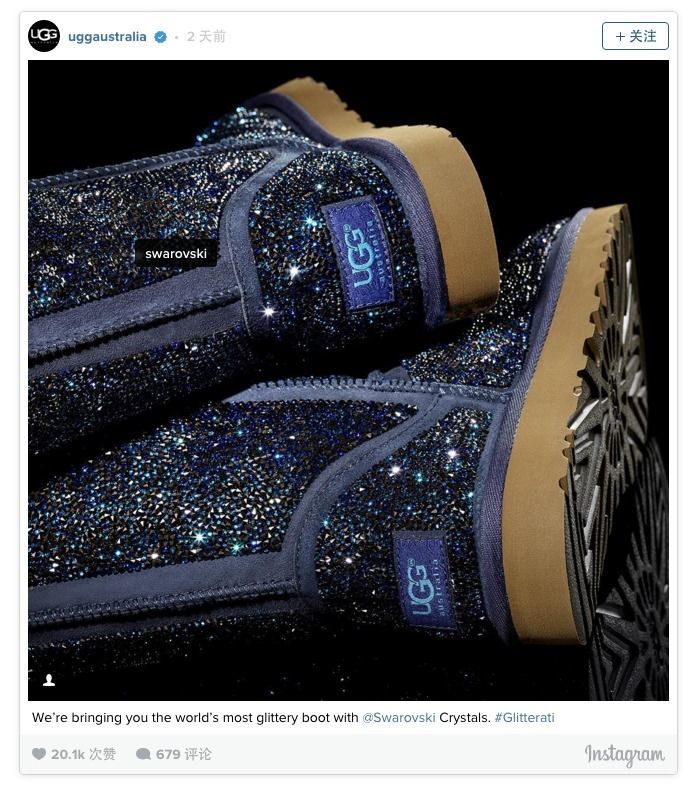 UGG
uggaustralia
2 天前
+ 关注
UGG®
australia
swarovski
UGG®
australia
We're bringing you the world's most glittery boot with @Swarovski Crystals. #Glitterati
20.1k 次赞
679 评论
Instagram